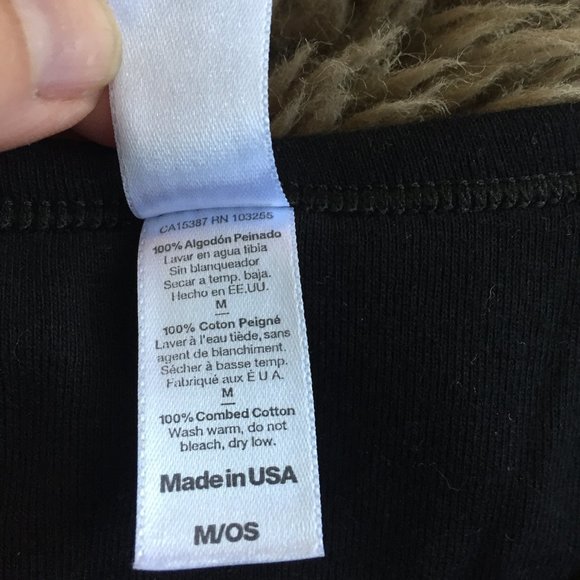 CA15387 RN 103255
100% Algodón Peinado
Lavar en agua tibia
Sin blanqueador
Secar a temp. baja.
Hecho en EE.UU.
M
100% Coton Peigné
Laver à l'eau tiède, sans
agent de blanchiment.
Sécher à basse temp.
Fabriqué aux É U A.
M
100% Combed Cotton
Wash warm, do not
bleach, dry low.
Made in USA
M/OS